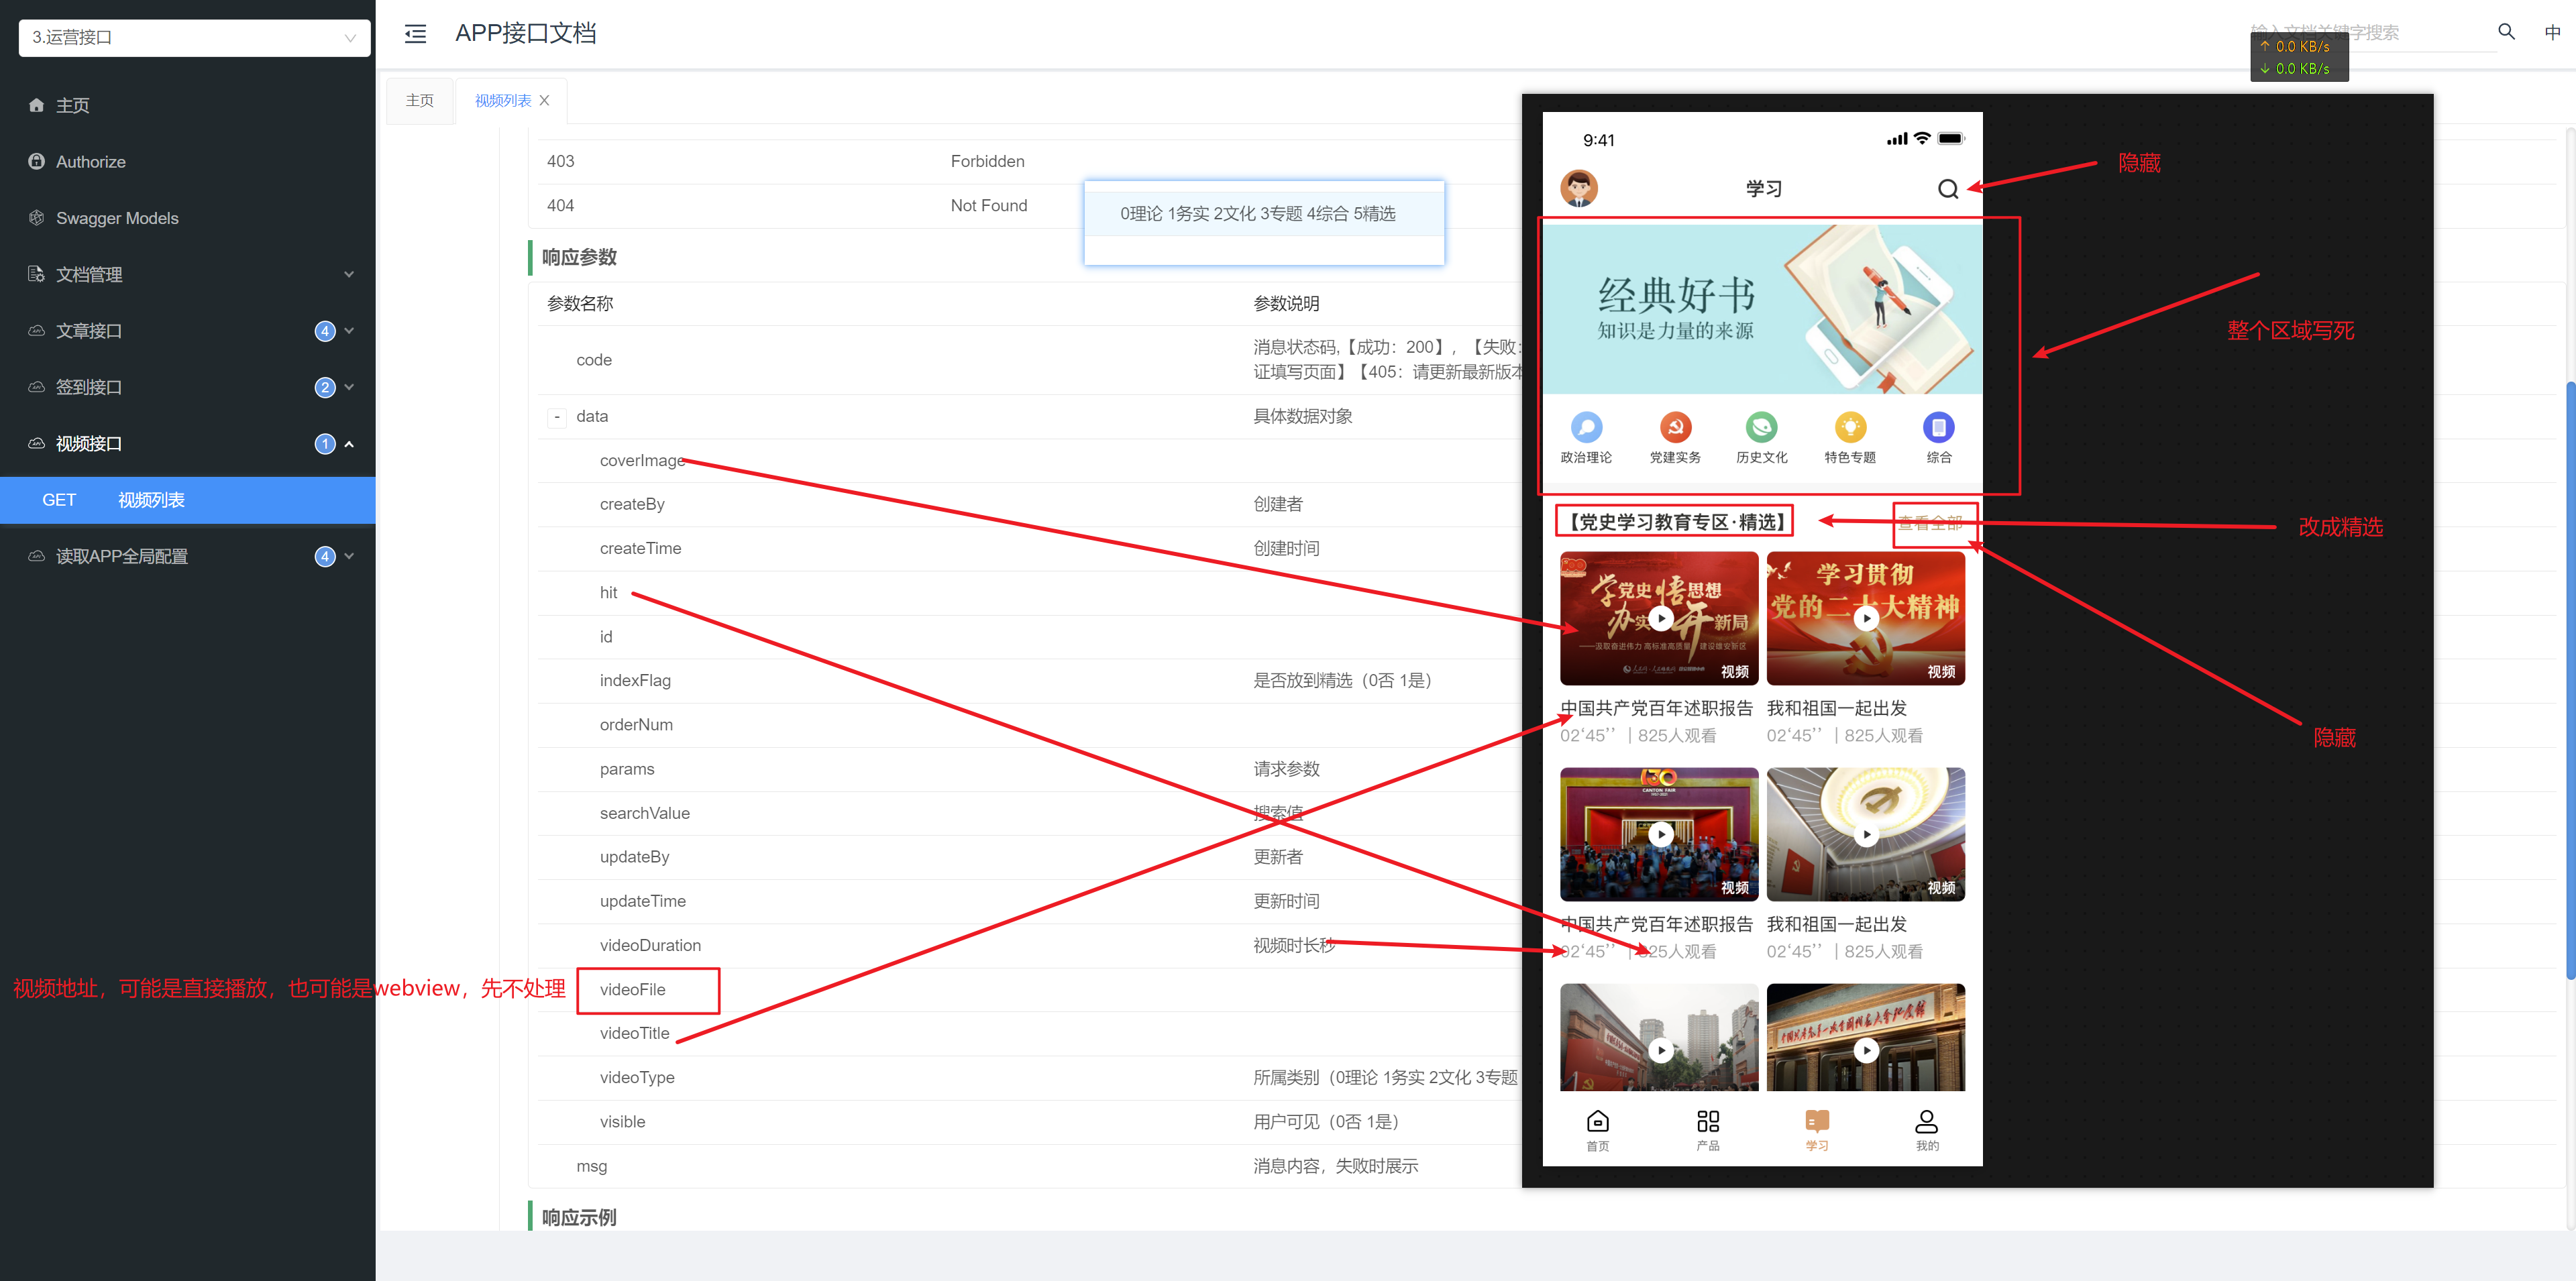 3.运营接口
APP接口文档
输入文档关键字搜索
中
↑ 0.0 KB/s
↓ 0.0 KB/s
主页
Authorize
Swagger Models
文档管理
文章接口 4
签到接口 2
视频接口 1
GET 视频列表
读取APP全局配置 4
主页
视频列表
403 Forbidden
404 Not Found
0理论 1务实 2文化 3专题 4综合 5精选
响应参数
参数名称 参数说明
code 消息状态码,【成功：200】，【失败：
证填写页面】【405：请更新最新版本
- data 具体数据对象
coverImage
createBy 创建者
createTime 创建时间
hit
id
indexFlag 是否放到精选（0否 1是）
orderNum
params 请求参数
searchValue 搜索值
updateBy 更新者
updateTime 更新时间
videoDuration 视频时长秒
视频地址，可能是直接播放，也可能是webview，先不处理
videoFile
videoTitle
videoType 所属类别（0理论 1务实 2文化 3专题
visible 用户可见（0否 1是）
msg 消息内容，失败时展示
响应示例
9:41
学习
隐藏
经典好书
知识是力量的来源
整个区域写死
政治理论 党建实务 历史文化 特色专题 综合
【党史学习教育专区·精选】 查看全部
改成精选
隐藏
学党史 悟思想
办实 开新局
——汲取奋进伟力 高标准高质量 建设雄安新区
视频
学习贯彻
党的二十大精神
视频
中国共产党百年述职报告 我和祖国一起出发
02‘45’’ | 825人观看 02‘45’’ | 825人观看
130
CANTON FAIR
视频
视频
中国共产党百年述职报告 我和祖国一起出发
02‘45’’ | 825人观看 02‘45’’ | 825人观看
首页 产品 学习 我的